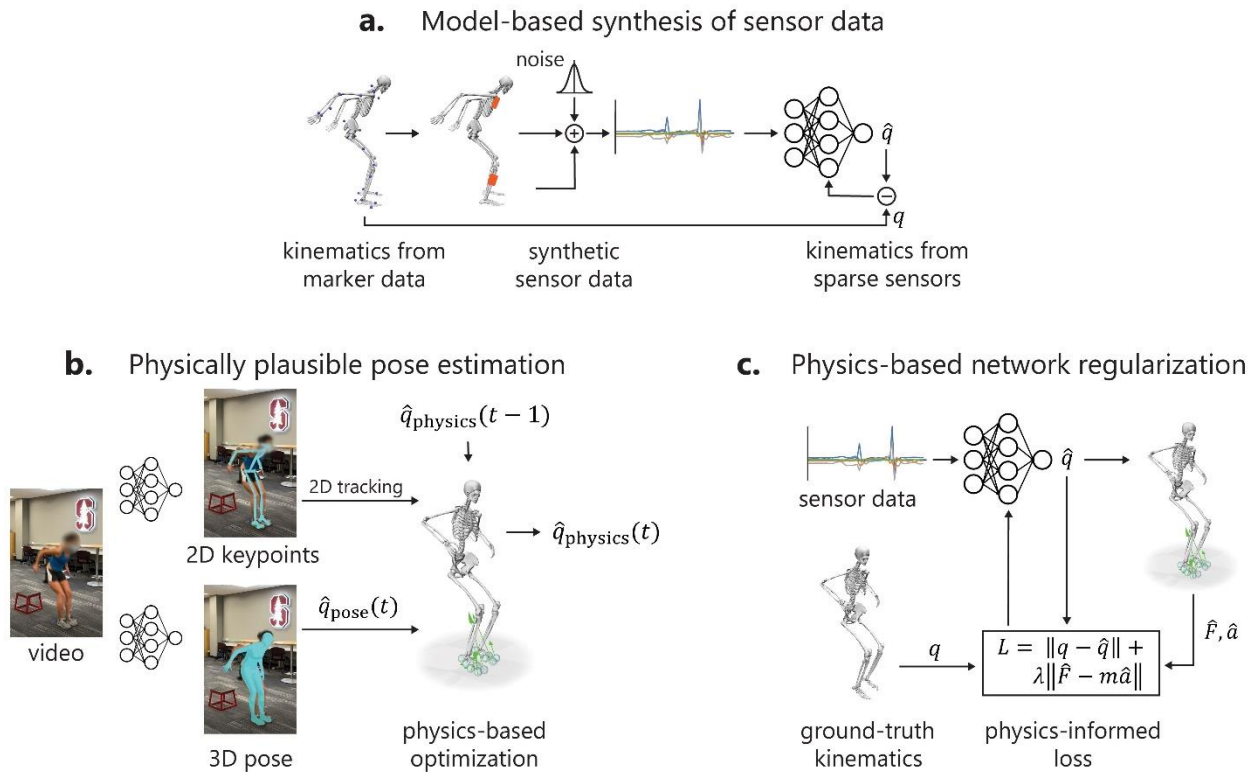 a. Model-based synthesis of sensor data
noise
+
q̂
−
q
kinematics from
marker data
synthetic
sensor data
kinematics from
sparse sensors
b. Physically plausible pose estimation
video
S
2D keypoints
2D tracking
S
3D pose
q̂pose(t)
q̂physics(t − 1)
q̂physics(t)
physics-based
optimization
c. Physics-based network regularization
sensor data
q̂
q
F̂, â
L = ‖q − q̂‖ +
λ‖F̂ − mâ‖
ground-truth
kinematics
physics-informed
loss